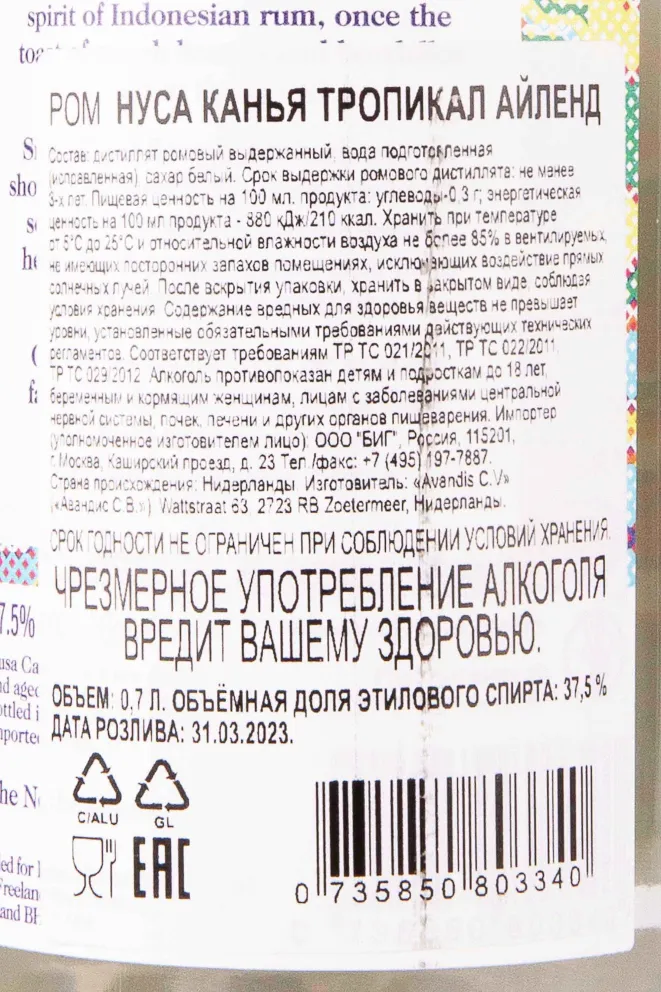 spirit of Indonesian rum, once the
РОМ НУСА КАНЬЯ ТРОПИКАЛ АЙЛЕНД
Состав: дистиллят ромовый выдержанный, вода подготовленная
(исправленная), сахар белый. Срок выдержки ромового дистиллята: не менее
3-х лет. Пищевая ценность на 100 мл. продукта: углеводы-0,3 г; энергетическая
ценность на 100 мл продукта - 880 кДж/210 ккал. Хранить при температуре
от 5°С до 25°С и относительной влажности воздуха не более 85% в вентилируемых,
не имеющих посторонних запахов помещениях, исключающих воздействие прямых
солнечных лучей. После вскрытия упаковки, хранить в закрытом виде, соблюдая
условия хранения. Содержание вредных для здоровья веществ не превышает
уровни, установленные обязательными требованиями действующих технических
регламентов. Соответствует требованиям ТР ТС 021/2011, ТР ТС 022/2011,
ТР ТС 029/2012. Алкоголь противопоказан детям и подросткам до 18 лет,
беременным и кормящим женщинам, лицам с заболеваниями центральной
нервной системы, почек, печени и других органов пищеварения. Импортер
(уполномоченное изготовителем лицо): ООО "БИГ", Россия, 115201,
г. Москва, Каширский проезд, д. 23 Тел./факс: +7 (495) 197-7887.
Страна происхождения: Нидерланды. Изготовитель: «Avandis C.V»
(«Авандис С.В.») Wattstraat 63, 2723 RB Zoetermeer, Нидерланды.
СРОК ГОДНОСТИ НЕ ОГРАНИЧЕН ПРИ СОБЛЮДЕНИИ УСЛОВИЙ ХРАНЕНИЯ.
ЧРЕЗМЕРНОЕ УПОТРЕБЛЕНИЕ АЛКОГОЛЯ
ВРЕДИТ ВАШЕМУ ЗДОРОВЬЮ.
7.5%
ОБЪЕМ: 0,7 Л. ОБЪЁМНАЯ ДОЛЯ ЭТИЛОВОГО СПИРТА: 37,5 %
ДАТА РОЗЛИВА: 31.03.2023.
C/ALU GL
EAC
0 735850 803340